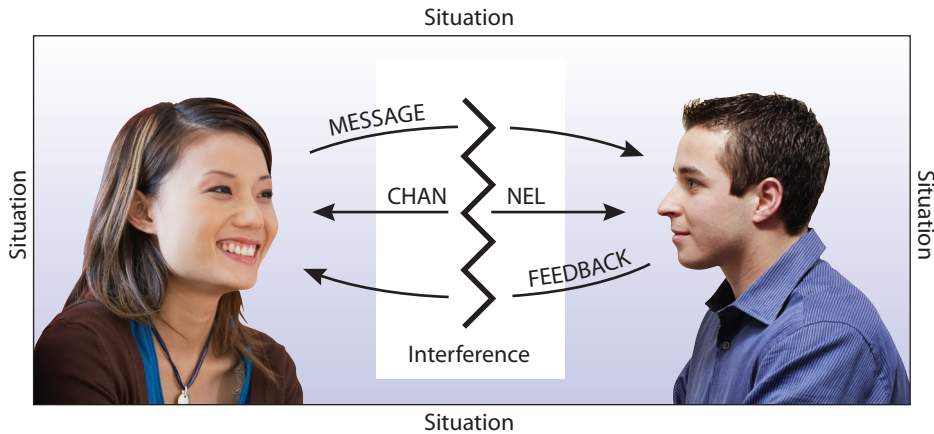 Situation
MESSAGE
Situation
CHAN NEL
Situation
FEEDBACK
Interference
Situation